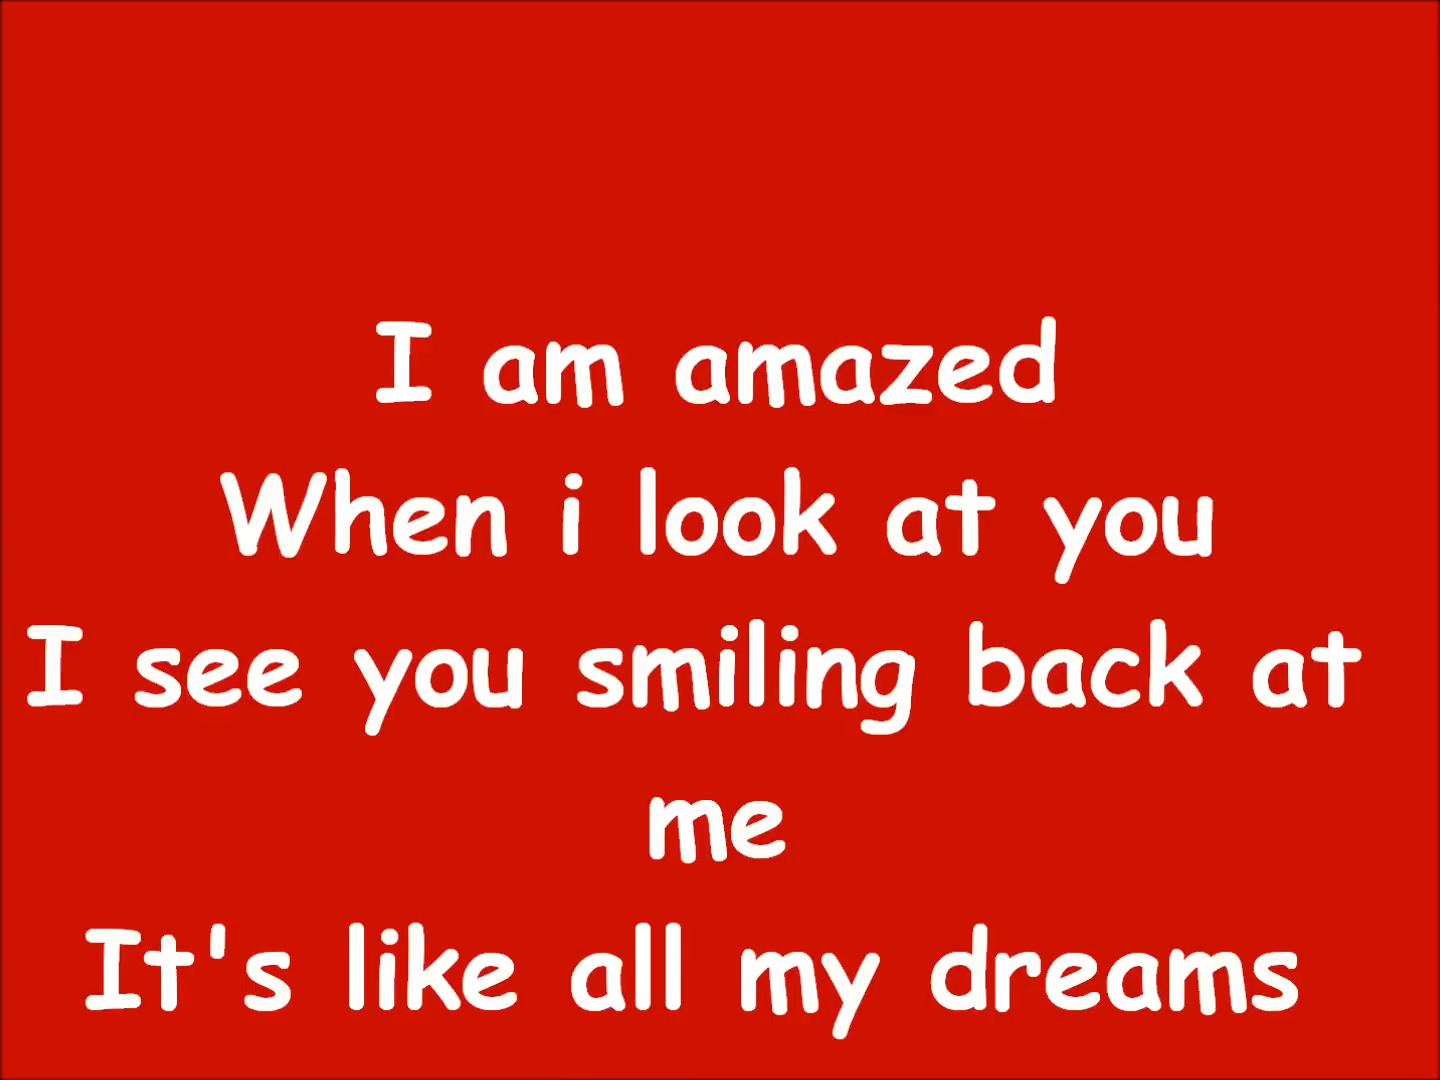 I am amazed
When i look at you
I see you smiling back at
me
It's like all my dreams